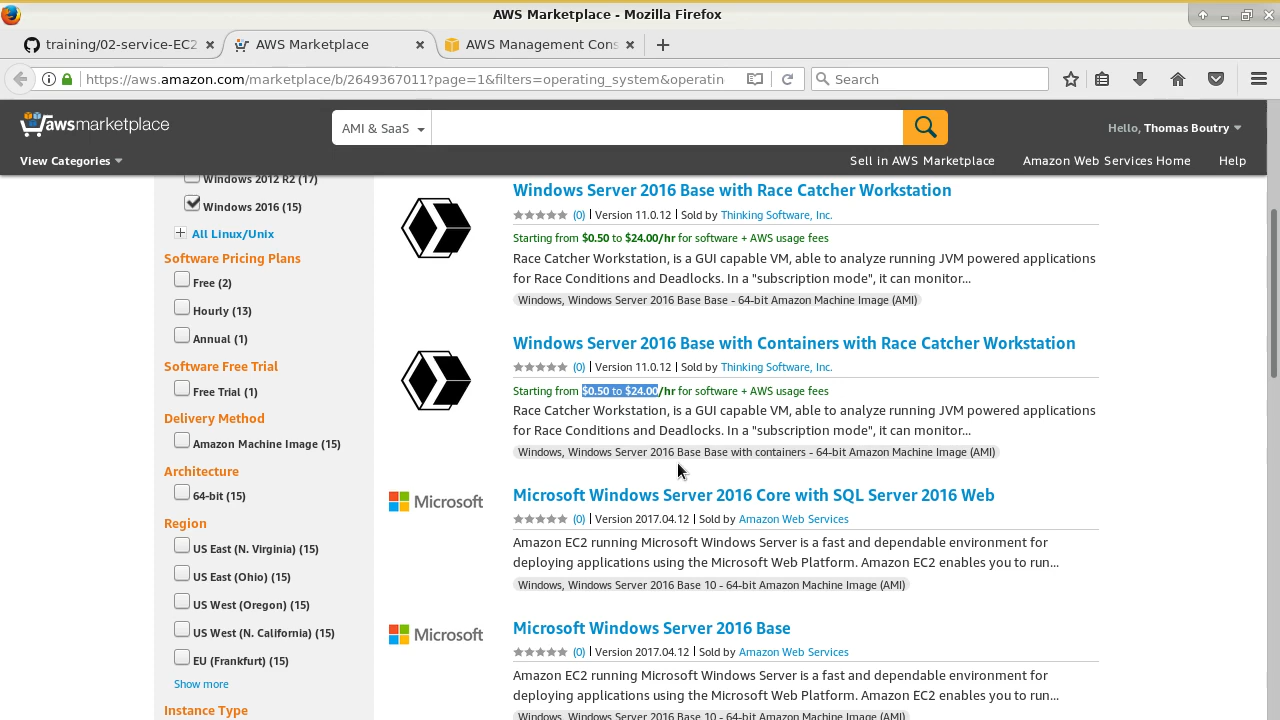 AWS Marketplace - Mozilla Firefox
training/02-service-EC2
AWS Marketplace
AWS Management Cons
https://aws.amazon.com/marketplace/b/2649367011?page=1&filters=operating_system&operatin
Search
awsmarketplace
AMI & SaaS
Hello, Thomas Boutry
View Categories
Sell in AWS Marketplace
Amazon Web Services Home
Help
Windows 2012 R2 (17)
Windows 2016 (15)
All Linux/Unix
Software Pricing Plans
Free (2)
Hourly (13)
Annual (1)
Software Free Trial
Free Trial (1)
Delivery Method
Amazon Machine Image (15)
Architecture
64-bit (15)
Region
US East (N. Virginia) (15)
US East (Ohio) (15)
US West (Oregon) (15)
US West (N. California) (15)
EU (Frankfurt) (15)
Show more
Instance Type
Windows Server 2016 Base with Race Catcher Workstation
(0) | Version 11.0.12 | Sold by Thinking Software, Inc.
Starting from $0.50 to $24.00/hr for software + AWS usage fees
Race Catcher Workstation, is a GUI capable VM, able to analyze running JVM powered applications
for Race Conditions and Deadlocks. In a "subscription mode", it can monitor...
Windows, Windows Server 2016 Base Base - 64-bit Amazon Machine Image (AMI)
Windows Server 2016 Base with Containers with Race Catcher Workstation
(0) | Version 11.0.12 | Sold by Thinking Software, Inc.
Starting from $0.50 to $24.00/hr for software + AWS usage fees
Race Catcher Workstation, is a GUI capable VM, able to analyze running JVM powered applications
for Race Conditions and Deadlocks. In a "subscription mode", it can monitor...
Windows, Windows Server 2016 Base Base with containers - 64-bit Amazon Machine Image (AMI)
Microsoft
Microsoft Windows Server 2016 Core with SQL Server 2016 Web
(0) | Version 2017.04.12 | Sold by Amazon Web Services
Amazon EC2 running Microsoft Windows Server is a fast and dependable environment for
deploying applications using the Microsoft Web Platform. Amazon EC2 enables you to run...
Windows, Windows Server 2016 Base 10 - 64-bit Amazon Machine Image (AMI)
Microsoft
Microsoft Windows Server 2016 Base
(0) | Version 2017.04.12 | Sold by Amazon Web Services
Amazon EC2 running Microsoft Windows Server is a fast and dependable environment for
deploying applications using the Microsoft Web Platform. Amazon EC2 enables you to run...
Windows, Windows Server 2016 Base 10 - 64-bit Amazon Machine Image (AMI)